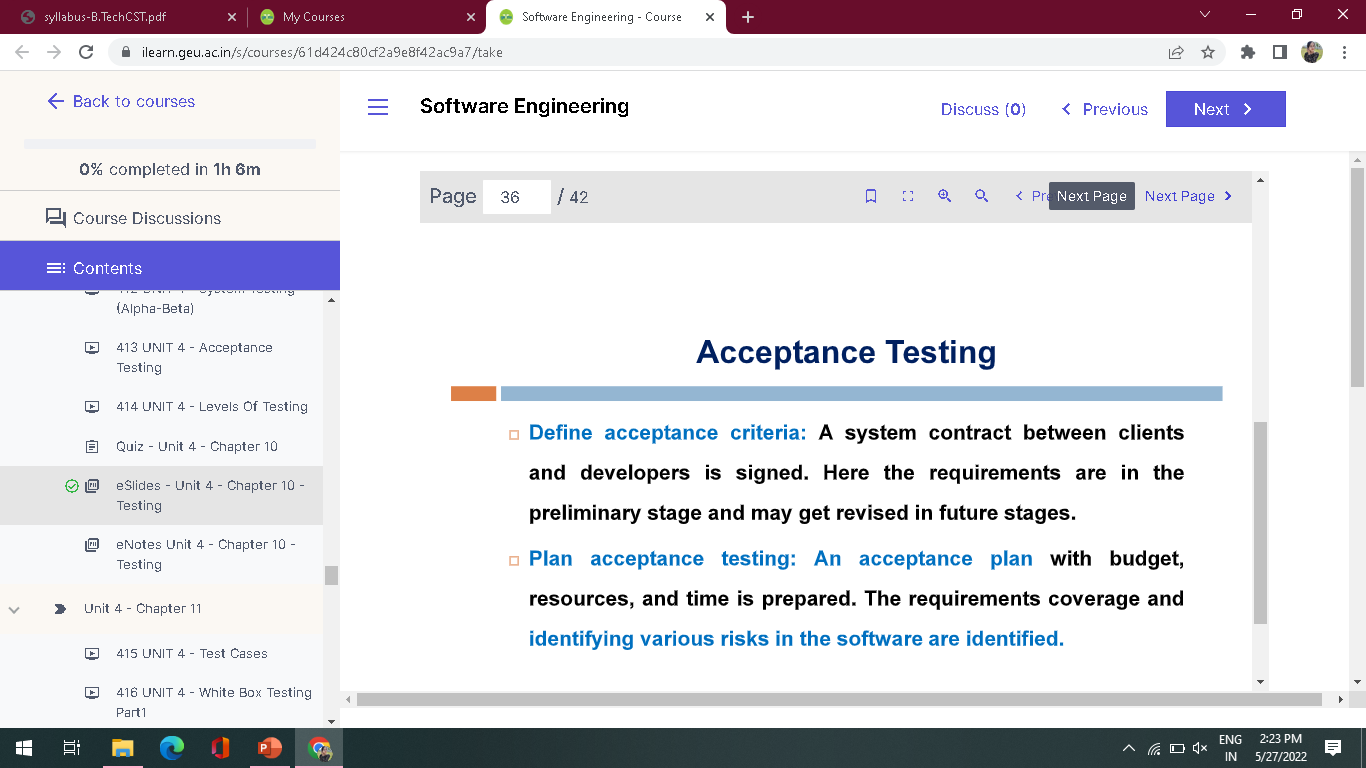 syllabus-B.TechCST.pdf
My Courses
Software Engineering - Course
ilearn.geu.ac.in/s/courses/61d424c80cf2a9e8f42ac9a7/take
Back to courses
0% completed in 1h 6m
Course Discussions
Contents
(Alpha-Beta)
413 UNIT 4 - Acceptance
Testing
414 UNIT 4 - Levels Of Testing
Quiz - Unit 4 - Chapter 10
eSlides - Unit 4 - Chapter 10 -
Testing
eNotes Unit 4 - Chapter 10 -
Testing
Unit 4 - Chapter 11
415 UNIT 4 - Test Cases
416 UNIT 4 - White Box Testing
Part1
Software Engineering
Discuss (0)
Previous
Next
Page 36 / 42
Next Page
Next Page
Acceptance Testing
Define acceptance criteria: A system contract between clients
and developers is signed. Here the requirements are in the
preliminary stage and may get revised in future stages.
Plan acceptance testing: An acceptance plan with budget,
resources, and time is prepared. The requirements coverage and
identifying various risks in the software are identified.
ENG
IN
2:23 PM
5/27/2022